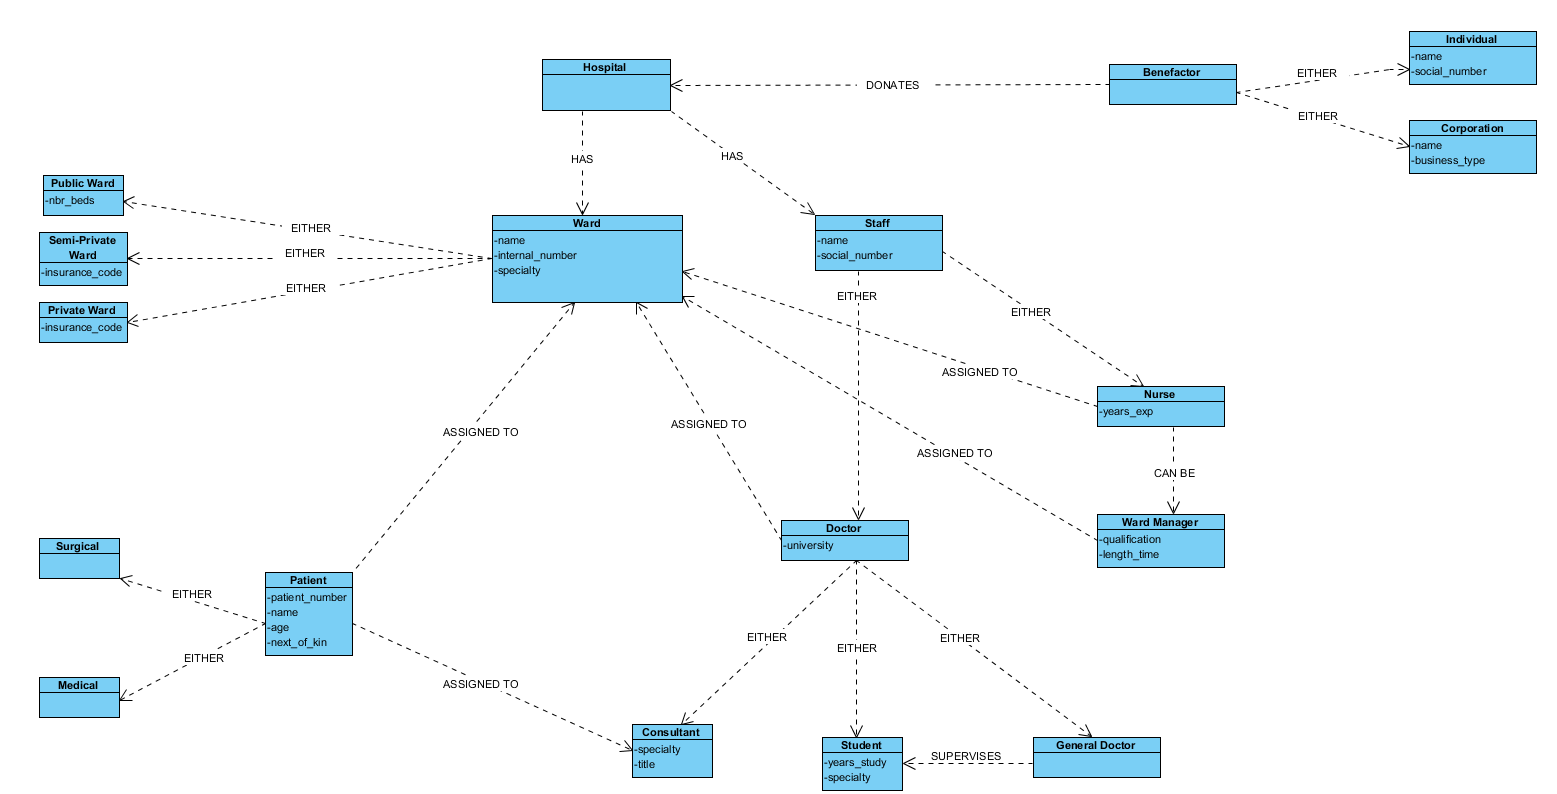 Individual
-name
-social_number
Hospital
Benefactor
EITHER
DONATES
EITHER
Corporation
-name
-business_type
HAS
HAS
Public Ward
-nbr_beds
EITHER
Semi-Private
Ward
-insurance_code
EITHER
EITHER
Private Ward
-insurance_code
Ward
-name
-internal_number
-specialty
Staff
-name
-social_number
EITHER
EITHER
ASSIGNED TO
Nurse
-years_exp
ASSIGNED TO
ASSIGNED TO
ASSIGNED TO
CAN BE
Doctor
-university
Ward Manager
-qualification
-length_time
Surgical
EITHER
Patient
-patient_number
-name
-age
-next_of_kin
EITHER
Medical
ASSIGNED TO
EITHER
EITHER
EITHER
Consultant
-specialty
-title
Student
-years_study
-specialty
SUPERVISES
General Doctor